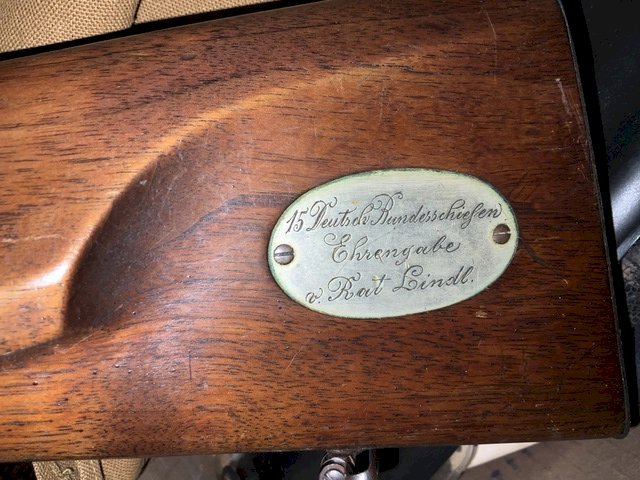 15 Deutsch Bundesschießen
Ehrengabe
v. Rat Lindl.